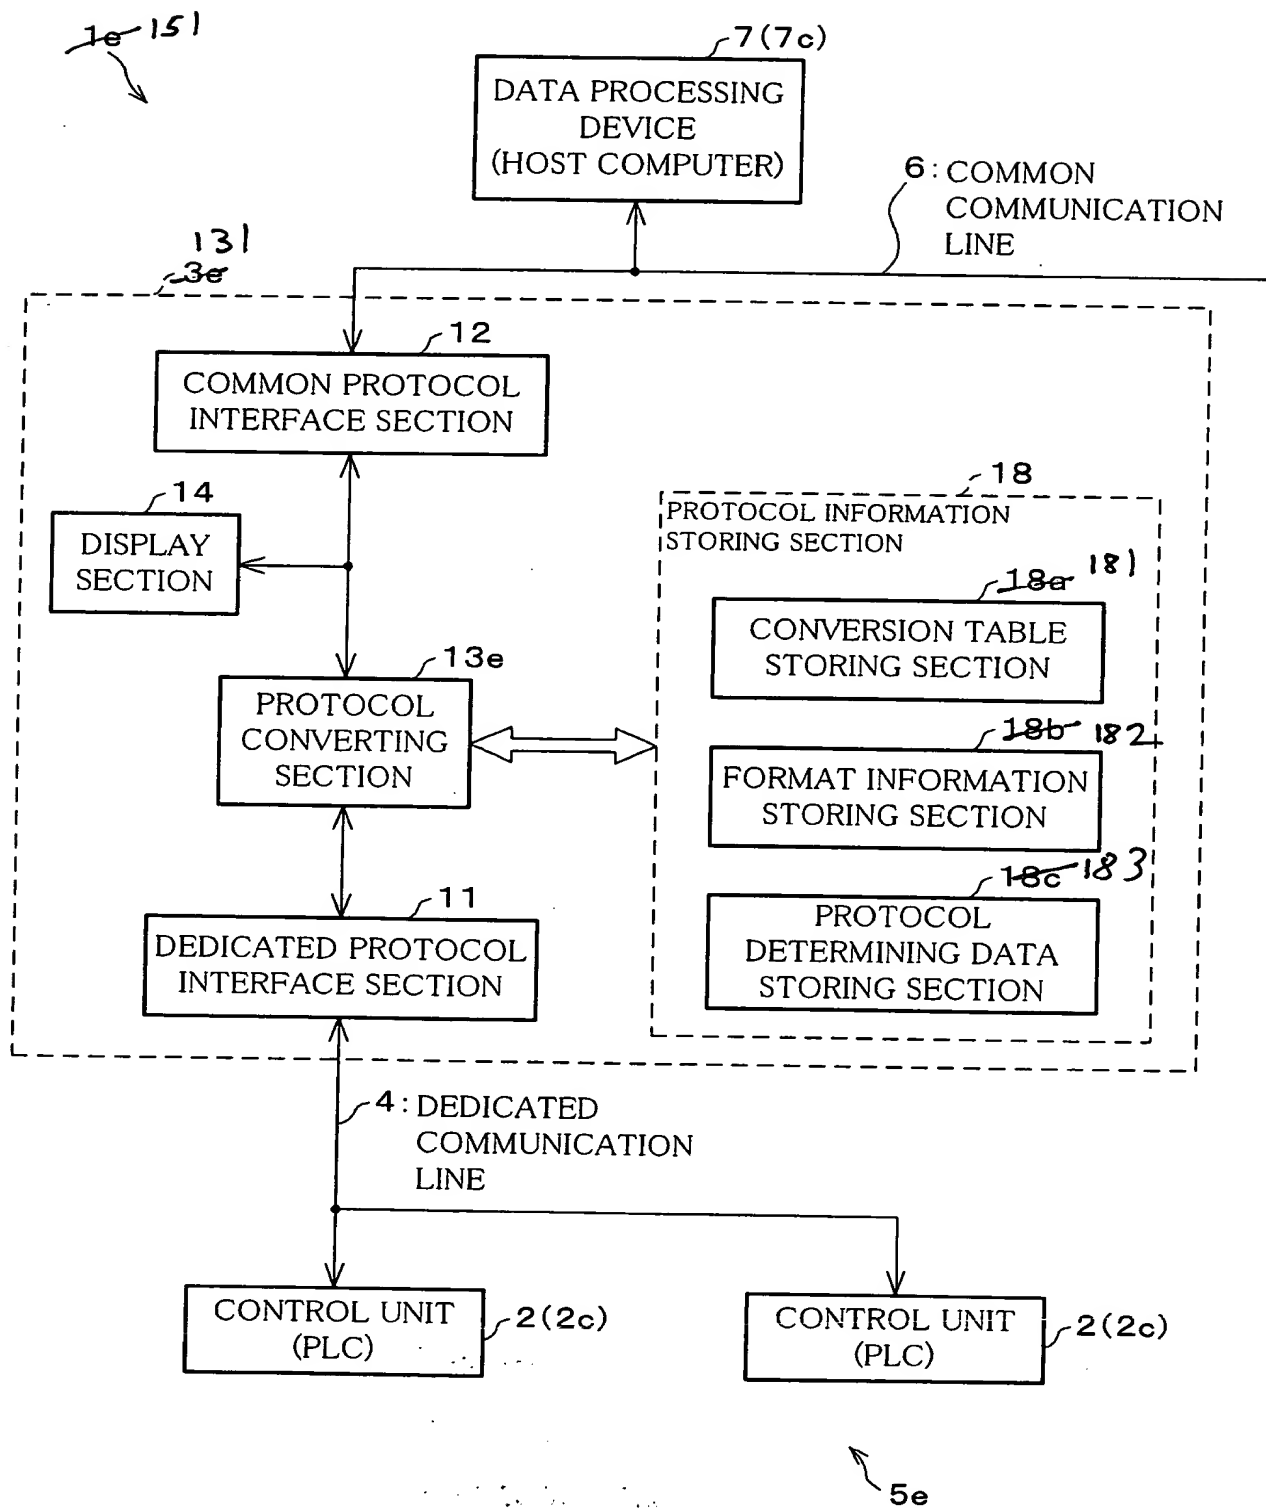 1e 151
7(7c)
DATA PROCESSING
DEVICE
(HOST COMPUTER)
6: COMMON
COMMUNICATION
LINE
131
3e
12
COMMON PROTOCOL
INTERFACE SECTION
14
DISPLAY
SECTION
18
PROTOCOL INFORMATION
STORING SECTION
18a 181
CONVERSION TABLE
STORING SECTION
13e
PROTOCOL
CONVERTING
SECTION
18b 182
FORMAT INFORMATION
STORING SECTION
18c 183
PROTOCOL
DETERMINING DATA
STORING SECTION
11
DEDICATED PROTOCOL
INTERFACE SECTION
4: DEDICATED
COMMUNICATION
LINE
CONTROL UNIT
(PLC)
2(2c)
CONTROL UNIT
(PLC)
2(2c)
5e